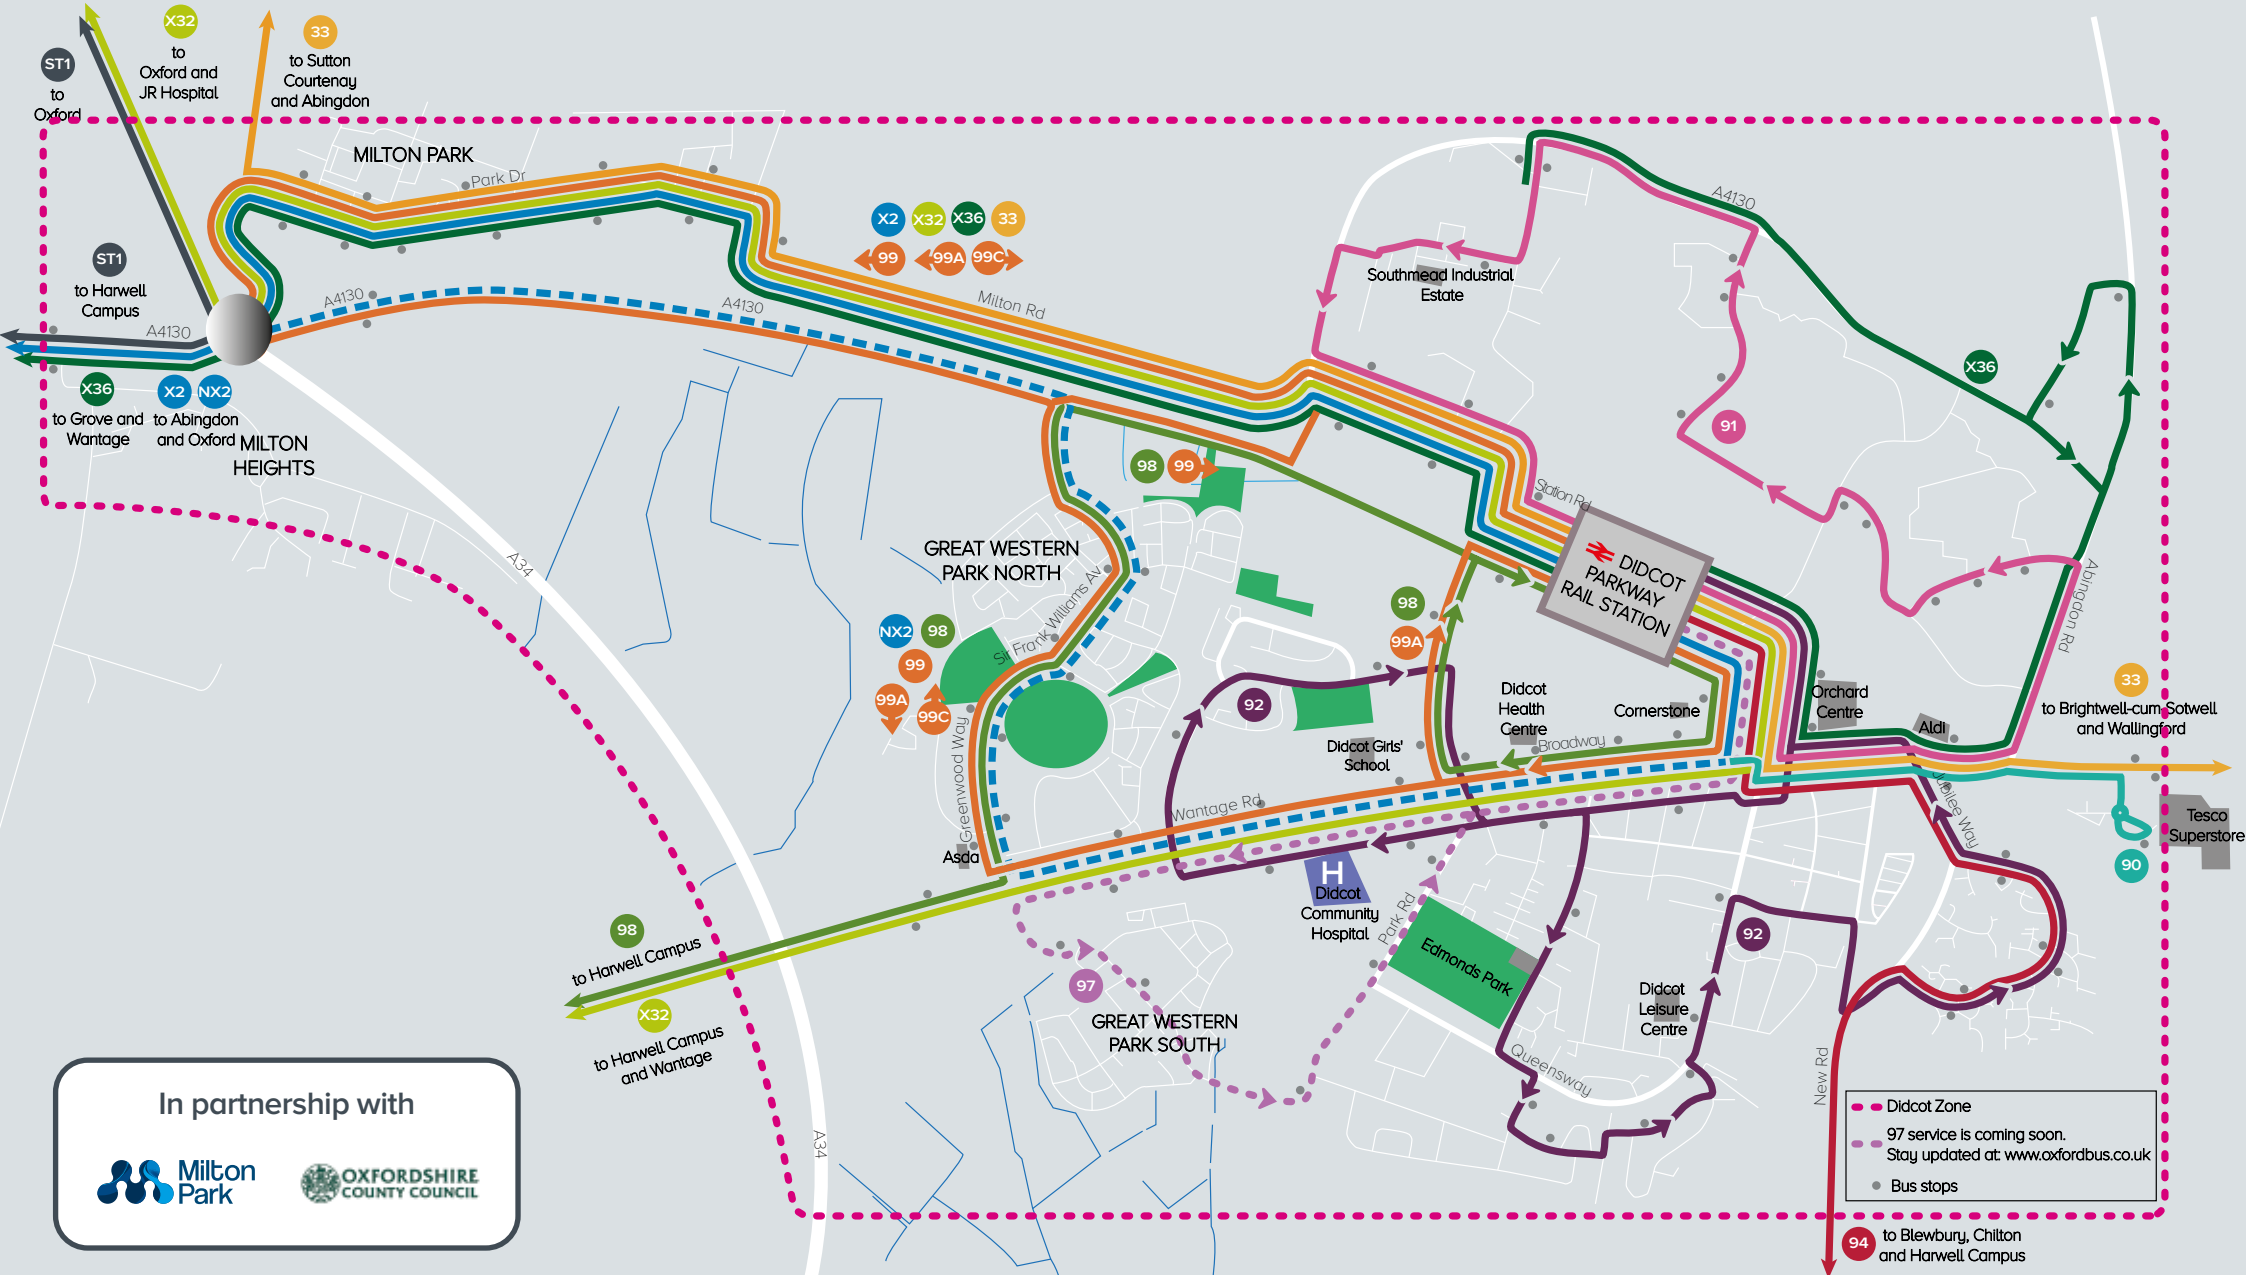 X32
to
Oxford and
JR Hospital
33
to Sutton
Courtenay
and Abingdon
ST1
to
Oxford
MILTON PARK
Park Dr
X2
X32
X36
33
99
99A
99C
ST1
to Harwell
Campus
A4130
A4130
A4130
Milton Rd
X36
to Grove and
Wantage
X2
NX2
to Abingdon
and Oxford
MILTON
HEIGHTS
A34
Southmead Industrial
Estate
A4130
X36
91
98
99
Station Rd
DIDCOT
PARKWAY
RAIL STATION
GREAT WESTERN
PARK NORTH
Sir Frank Williams Av
NX2
98
99
99A
99C
Greenwood Way
Asda
98
99A
92
Didcot Girls'
School
Didcot
Health
Centre
Cornerstone
Broadway
Orchard
Centre
Aldi
Abingdon Rd
33
to Brightwell-cum-Sotwell
and Wallingford
Jubilee Way
Tesco
Superstore
90
Wantage Rd
H
Didcot
Community
Hospital
Park Rd
Edmonds Park
92
Didcot
Leisure
Centre
Queensway
98
to Harwell Campus
X32
to Harwell Campus
and Wantage
97
GREAT WESTERN
PARK SOUTH
A34
New Rd
In partnership with
Milton
Park
OXFORDSHIRE
COUNTY COUNCIL
Didcot Zone
97 service is coming soon.
Stay updated at: www.oxfordbus.co.uk
Bus stops
94
to Blewbury, Chilton
and Harwell Campus